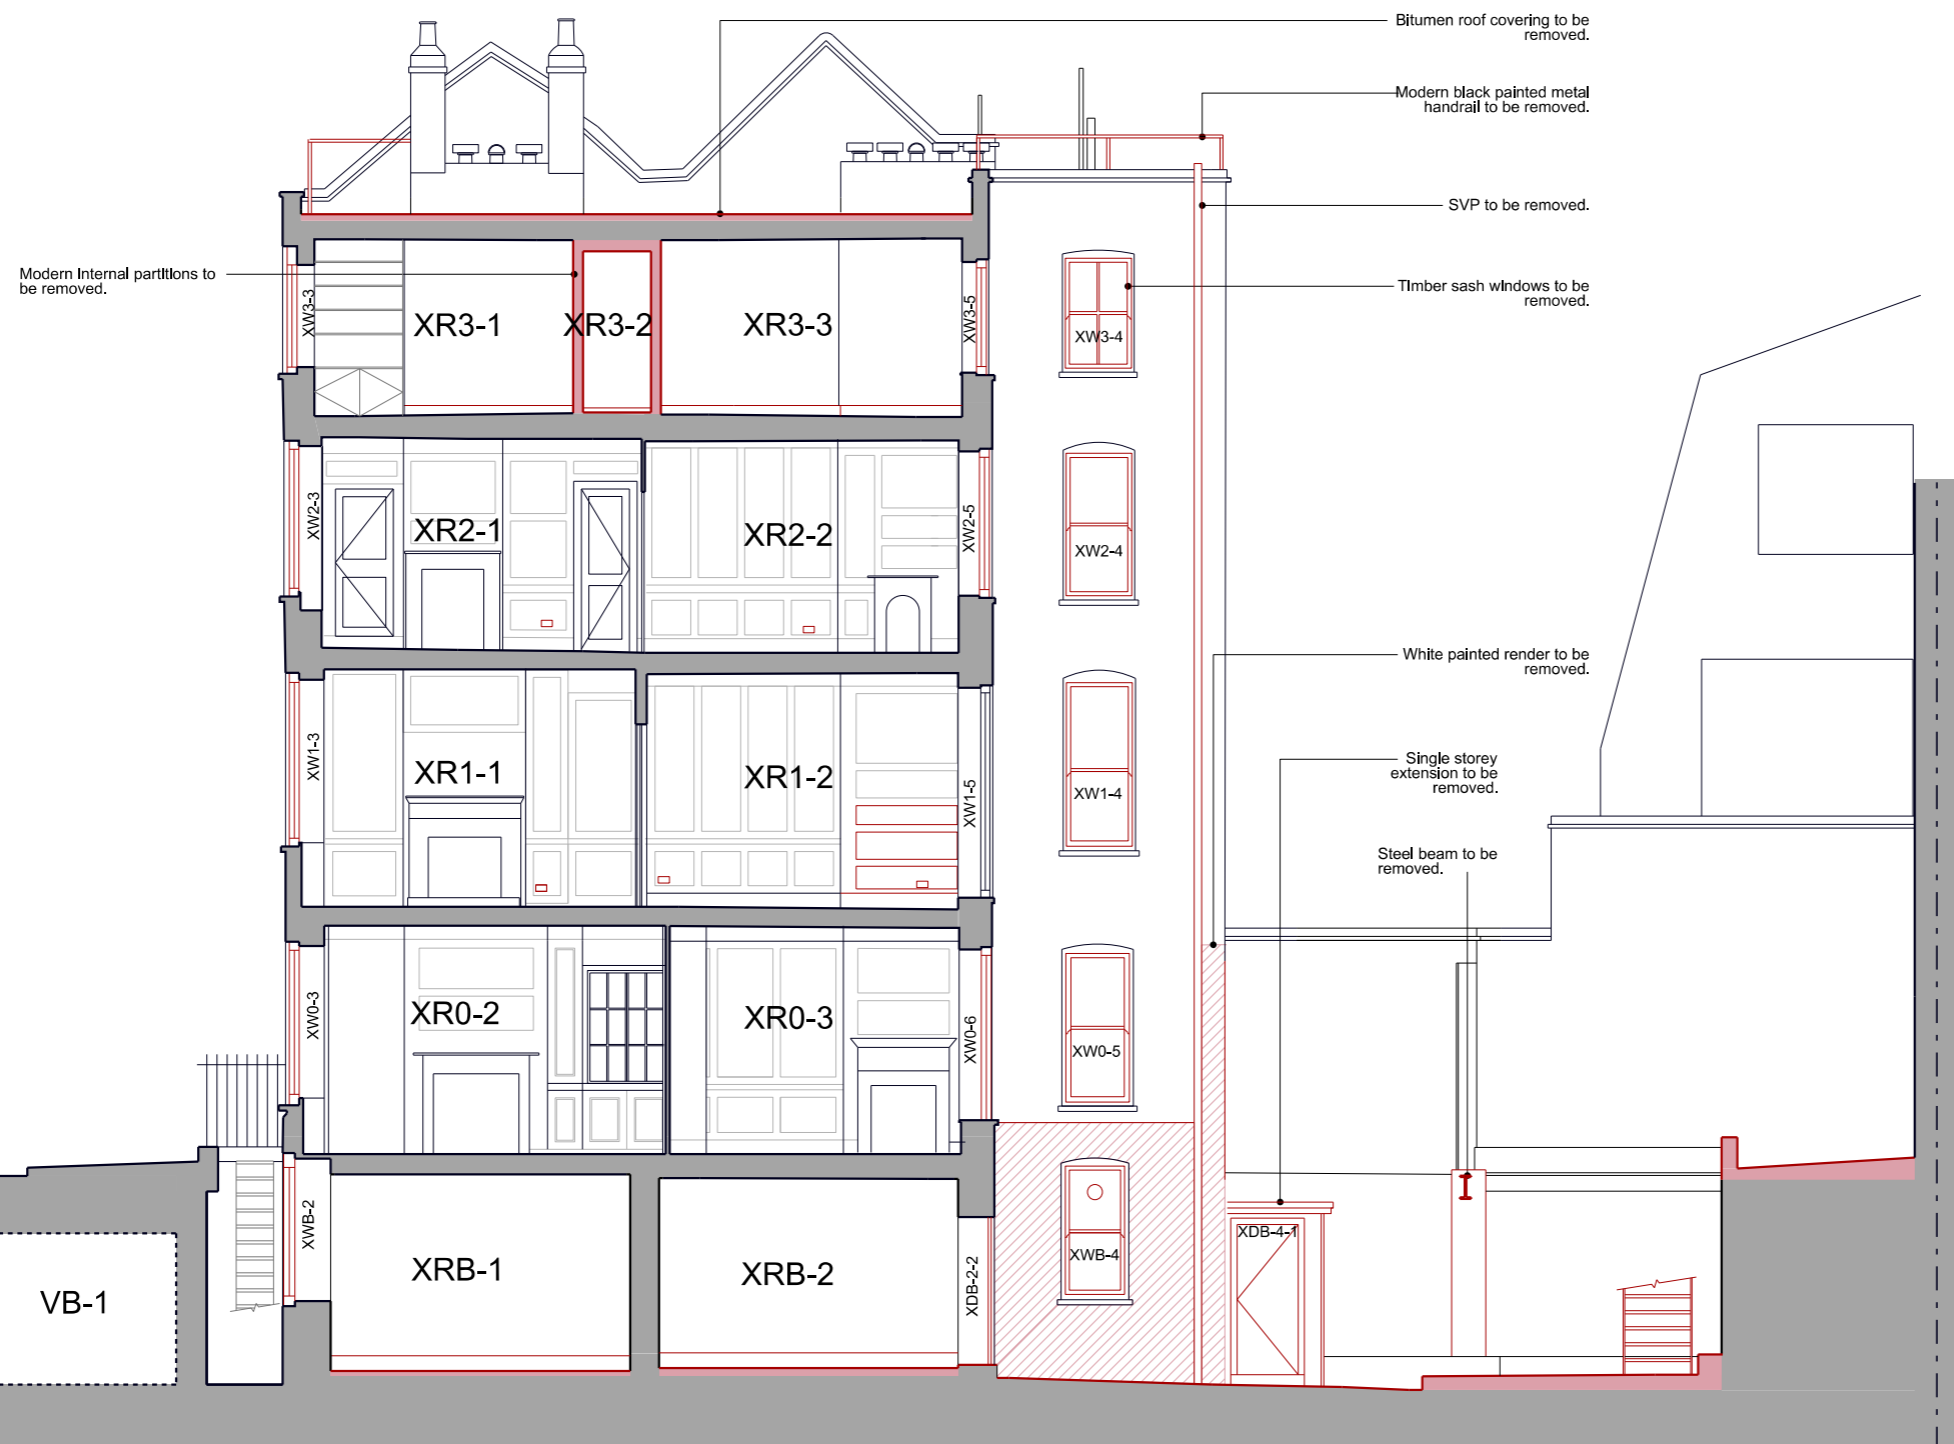 Bitumen roof covering to be
removed.
Modern black painted metal
handrail to be removed.
SVP to be removed.
Modern internal partitions to
be removed.
Timber sash windows to be
removed.
XW3-3
XR3-1
XR3-2
XR3-3
XW3-5
XW3-4
XW2-3
XR2-1
XR2-2
XW2-5
XW2-4
White painted render to be
removed.
XW1-3
XR1-1
XR1-2
XW1-5
XW1-4
Single storey
extension to be
removed.
Steel beam to be
removed.
XW0-3
XR0-2
XR0-3
XW0-6
XW0-5
XWB-2
XRB-1
XRB-2
XDB-2-2
XWB-4
XDB-4-1
VB-1